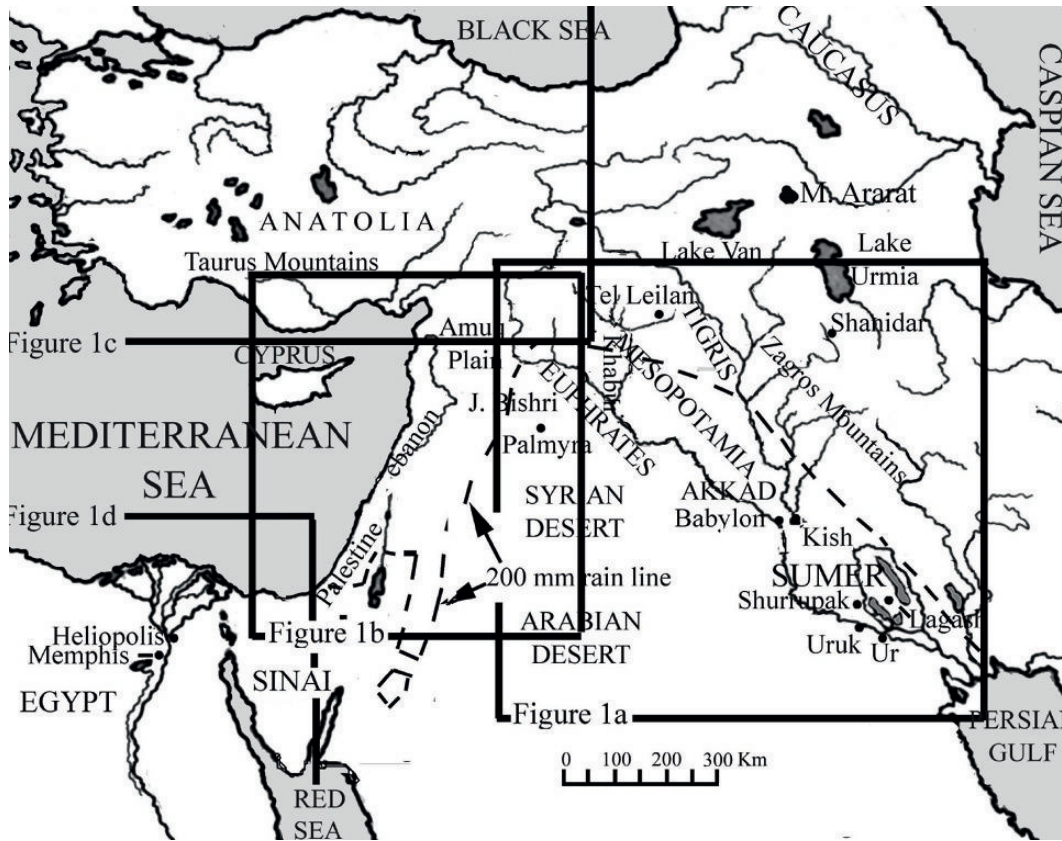 BLACK SEA
CAUCASUS
CASPIAN SEA
M. Ararat
ANATOLIA
Lake Van
Lake
Urmia
Taurus Mountains
Tel Leilan
TIGRIS
Shanidar
Figure 1c
CYPRUS
Amuq
Plain
Khabur
MESOPOTAMIA
Zagros Mountains
EUPHRATES
J. Bishri
Palmyra
MEDITERRANEAN
SEA
Lebanon
SYRIAN
DESERT
AKKAD
Babylon
Kish
Figure 1d
Palestine
200 mm rain line
SUMER
Shurrupak
Lagash
Heliopolis
Memphis
Figure 1b
ARABIAN
DESERT
Uruk
Ur
EGYPT
SINAI
Figure 1a
PERSIAN
GULF
0 100 200 300 Km
RED
SEA